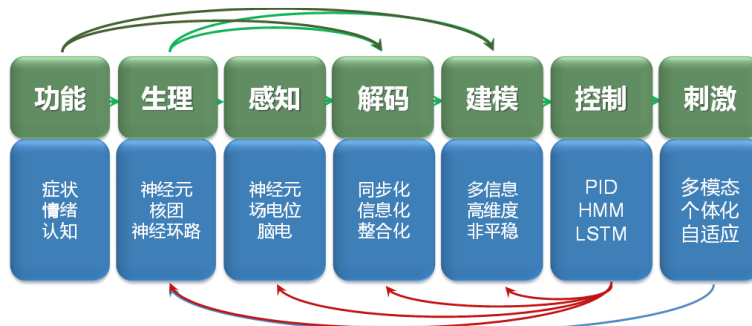 功能
生理
感知
解码
建模
控制
刺激
症状
情绪
认知
神经元
核团
神经环路
神经元
场电位
脑电
同步化
信息化
整合化
多信息
高维度
非平稳
PID
HMM
LSTM
多模态
个体化
自适应